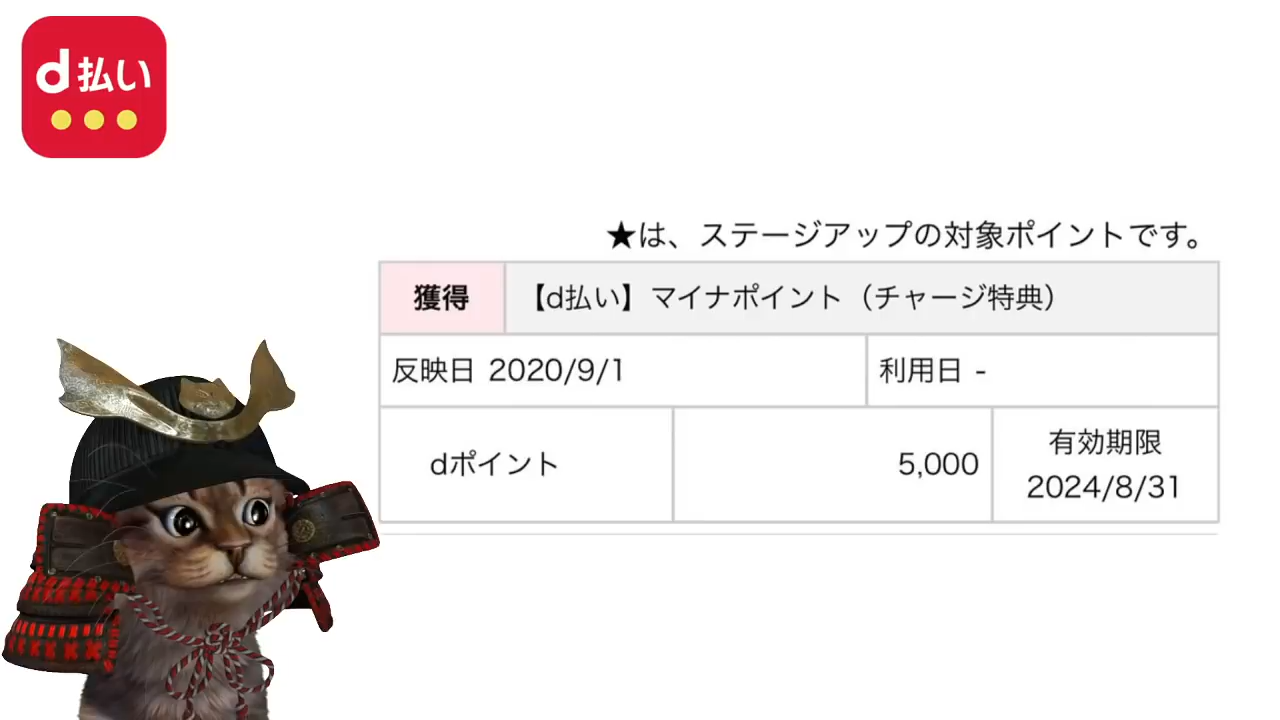 d払い
★は、ステージアップの対象ポイントです。
獲得 【d払い】マイナポイント（チャージ特典）
反映日 2020/9/1 利用日 -
dポイント 5,000 有効期限
2024/8/31